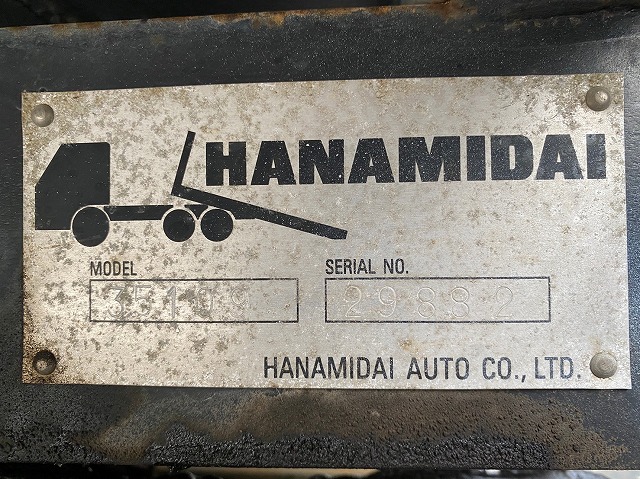 HANAMIDAI
MODEL
SERIAL NO.
29882
HANAMIDAI AUTO CO., LTD.